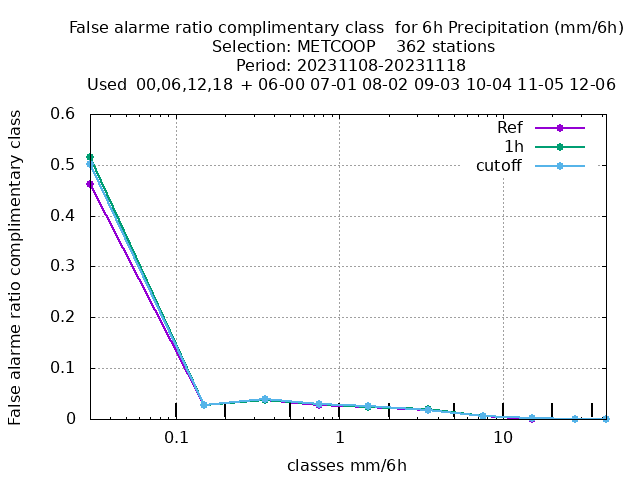 False alarme ratio complimentary class  for 6h Precipitation (mm/6h)
Selection: METCOOP    362 stations
Period: 20231108-20231118
Used  00,06,12,18  + 06-00 07-01 08-02 09-03 10-04 11-05 12-06
False alarme ratio complimentary class
0.6
0.5
0.4
0.3
0.2
0.1
0
Ref
1h
cutoff
0.1 1 10
classes mm/6h